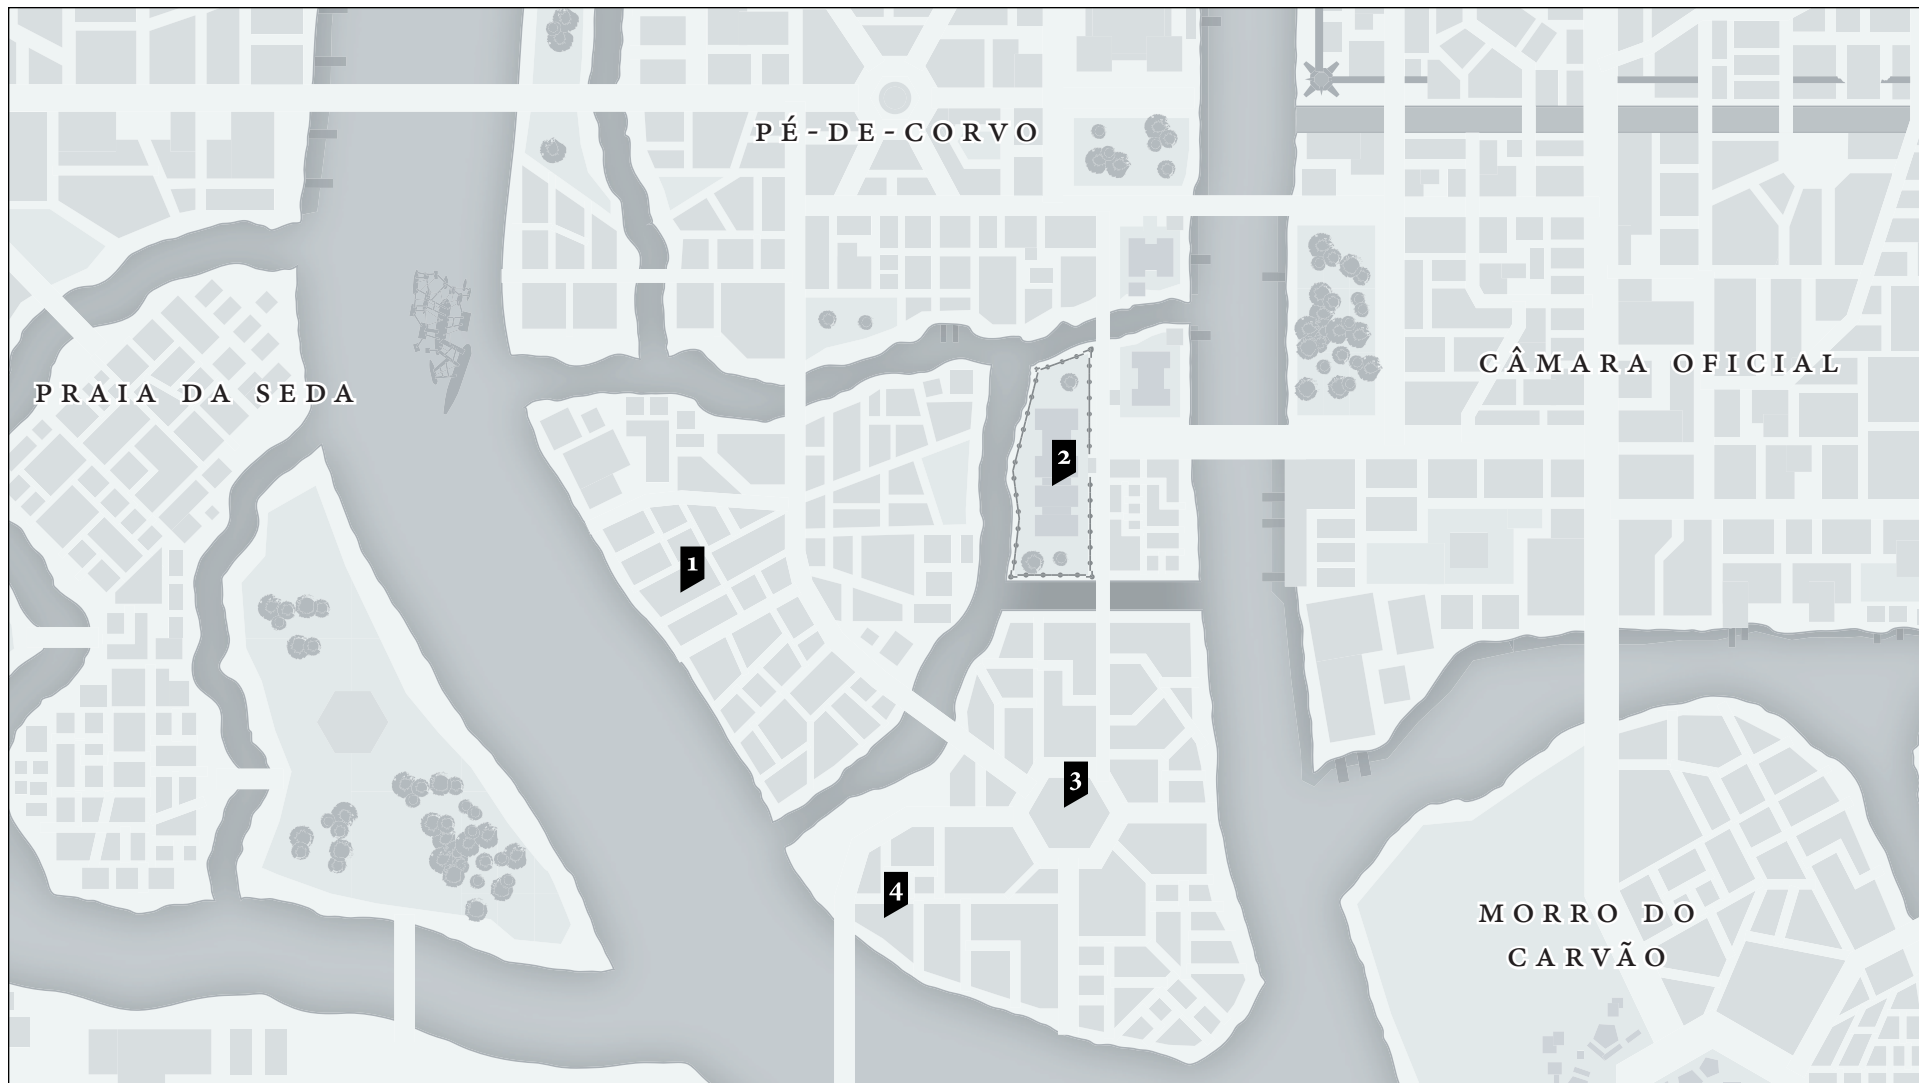 PÉ-DE-CORVO
CÂMARA OFICIAL
PRAIA DA SEDA
2
1
3
4
MORRO DO
CARVÃO